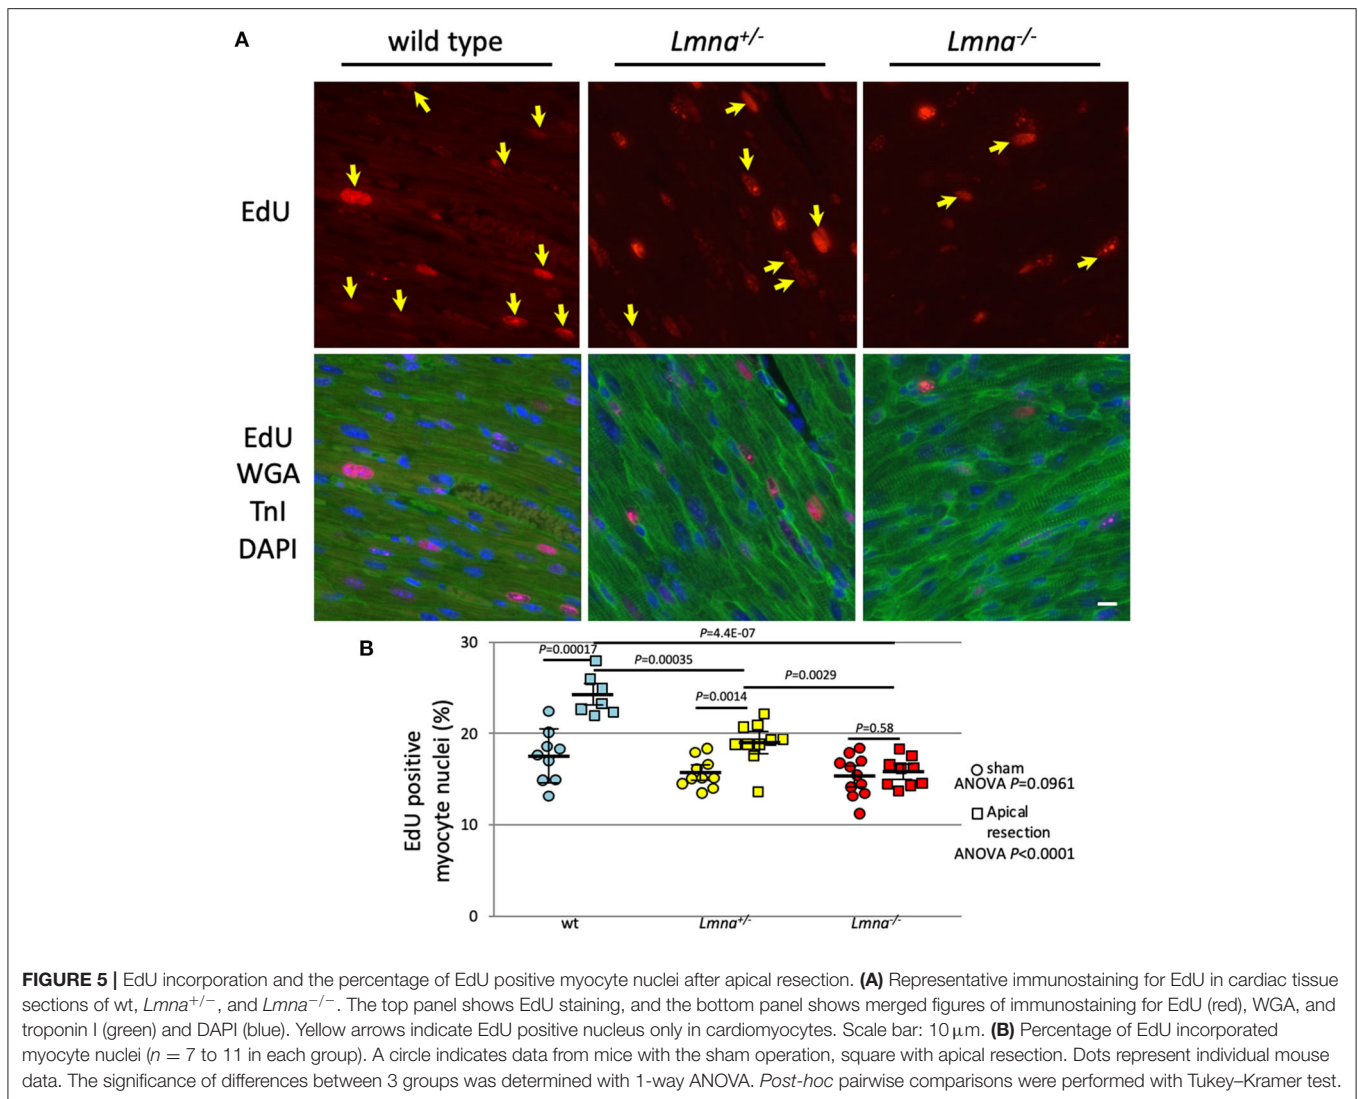 A
wild type
Lmna+/-
Lmna-/-
EdU
EdU
WGA
TnI
DAPI
B
EdU positive
myocyte nuclei (%)
30
20
10
0
P=4.4E-07
P=0.00017
P=0.00035
P=0.0029
P=0.0014
P=0.58
sham
ANOVA P=0.0961
Apical
resection
ANOVA P<0.0001
wt
Lmna+/-
Lmna-/-
FIGURE 5 | EdU incorporation and the percentage of EdU positive myocyte nuclei after apical resection. (A) Representative immunostaining for EdU in cardiac tissue
sections of wt, Lmna+/−, and Lmna−/−. The top panel shows EdU staining, and the bottom panel shows merged figures of immunostaining for EdU (red), WGA, and
troponin I (green) and DAPI (blue). Yellow arrows indicate EdU positive nucleus only in cardiomyocytes. Scale bar: 10 μm. (B) Percentage of EdU incorporated
myocyte nuclei (n = 7 to 11 in each group). A circle indicates data from mice with the sham operation, square with apical resection. Dots represent individual mouse
data. The significance of differences between 3 groups was determined with 1-way ANOVA. Post-hoc pairwise comparisons were performed with Tukey–Kramer test.